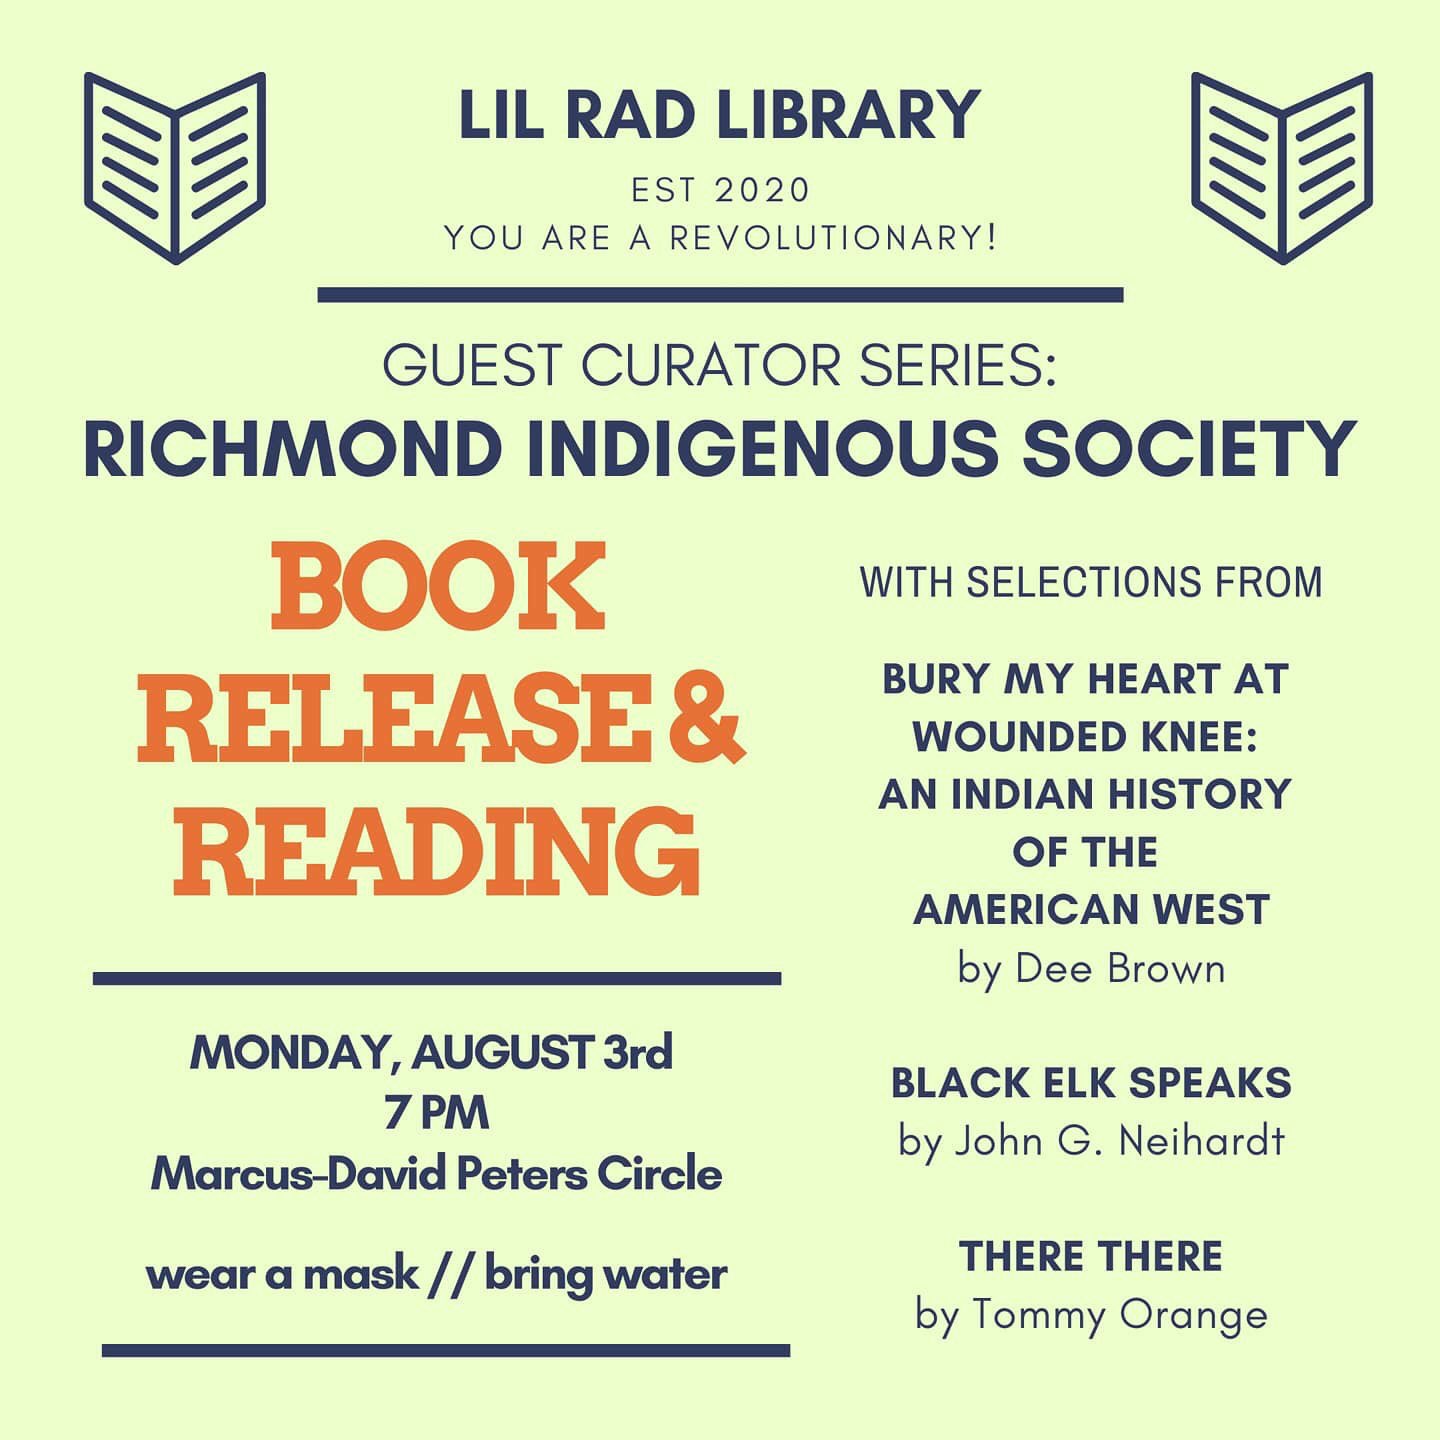 LIL RAD LIBRARY
EST 2020
YOU ARE A REVOLUTIONARY!
GUEST CURATOR SERIES:
RICHMOND INDIGENOUS SOCIETY
BOOK
RELEASE &
READING
MONDAY, AUGUST 3rd
7 PM
Marcus-David Peters Circle
wear a mask // bring water
WITH SELECTIONS FROM
BURY MY HEART AT
WOUNDED KNEE:
AN INDIAN HISTORY
OF THE
AMERICAN WEST
by Dee Brown
BLACK ELK SPEAKS
by John G. Neihardt
THERE THERE
by Tommy Orange